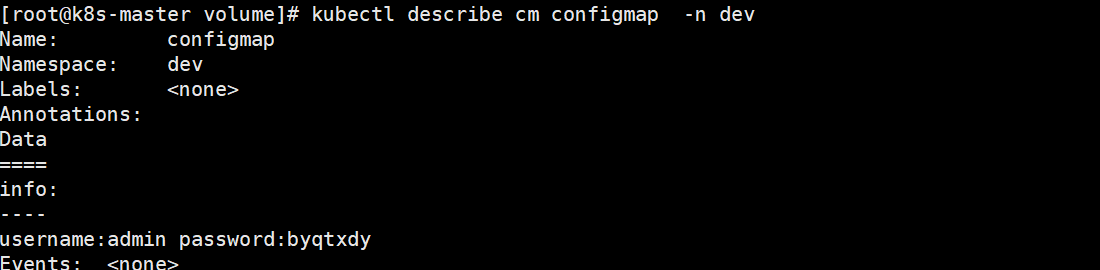 [root@k8s-master volume]# kubectl describe cm configmap  -n dev
Name:         configmap
Namespace:    dev
Labels:       <none>
Annotations:
Data
====
info:
----
username:admin password:byqtxdy
Events:  <none>